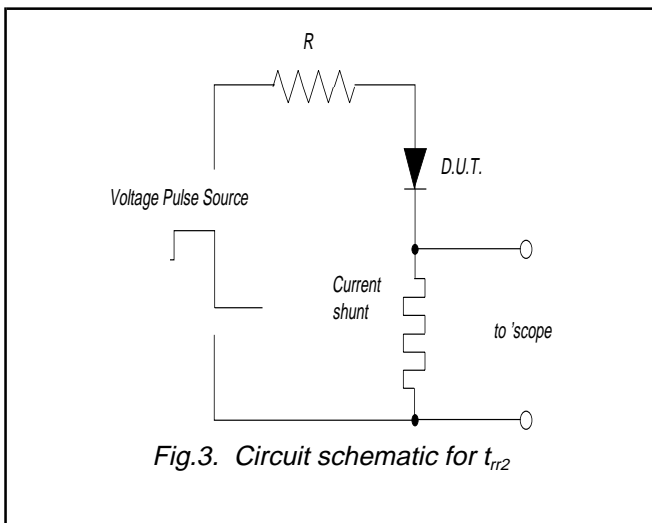 R
D.U.T.
Voltage Pulse Source
Current
shunt
to 'scope
Fig.3. Circuit schematic for trr2